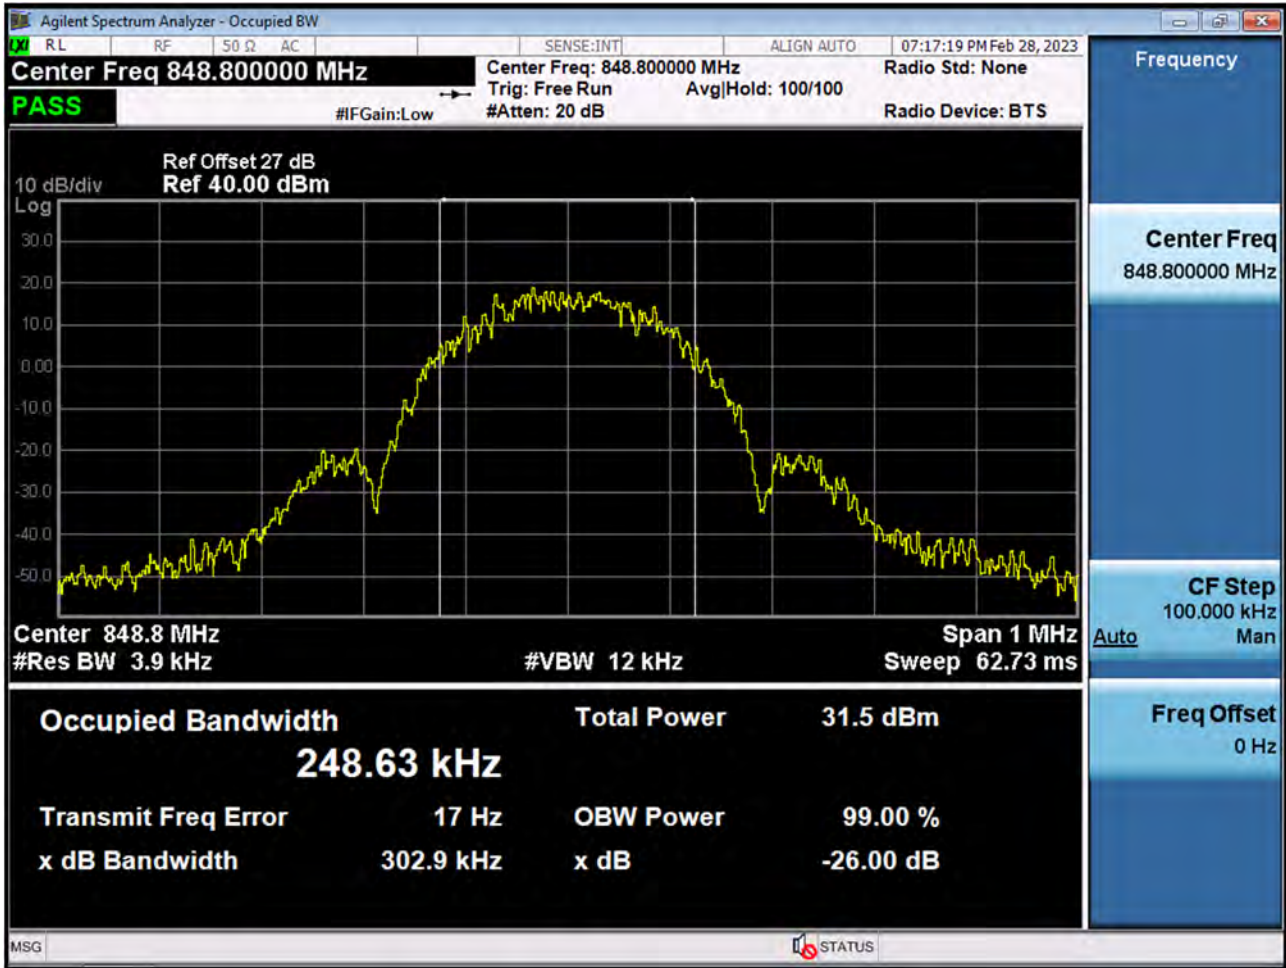 Agilent Spectrum Analyzer - Occupied BW
LXI RL RF 50 Ω AC SENSE:INT ALIGN AUTO 07:17:19 PM Feb 28, 2023
Center Freq 848.800000 MHz
Center Freq: 848.800000 MHz Radio Std: None
Trig: Free Run Avg|Hold: 100/100
PASS
#IFGain:Low #Atten: 20 dB Radio Device: BTS
Ref Offset 27 dB
10 dB/div Ref 40.00 dBm
Log
30.0
20.0
10.0
0.00
-10.0
-20.0
-30.0
-40.0
-50.0
Center 848.8 MHz Span 1 MHz
#Res BW 3.9 kHz #VBW 12 kHz Sweep 62.73 ms
Occupied Bandwidth Total Power 31.5 dBm
248.63 kHz
Transmit Freq Error 17 Hz OBW Power 99.00 %
x dB Bandwidth 302.9 kHz x dB -26.00 dB
MSG STATUS
Frequency
Center Freq
848.800000 MHz
CF Step
100.000 kHz
Auto Man
Freq Offset
0 Hz